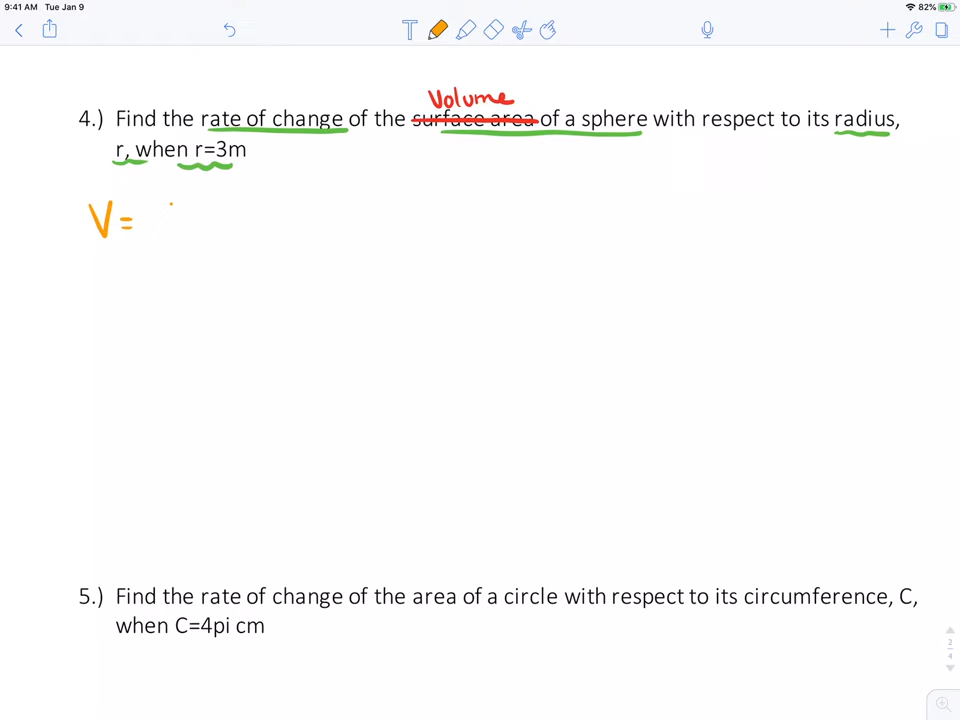 9:41 AM Tue Jan 9 82%
T
Volume
4.) Find the rate of change of the surface area of a sphere with respect to its radius,
r, when r=3m
V=
5.) Find the rate of change of the area of a circle with respect to its circumference, C,
when C=4pi cm
2
4